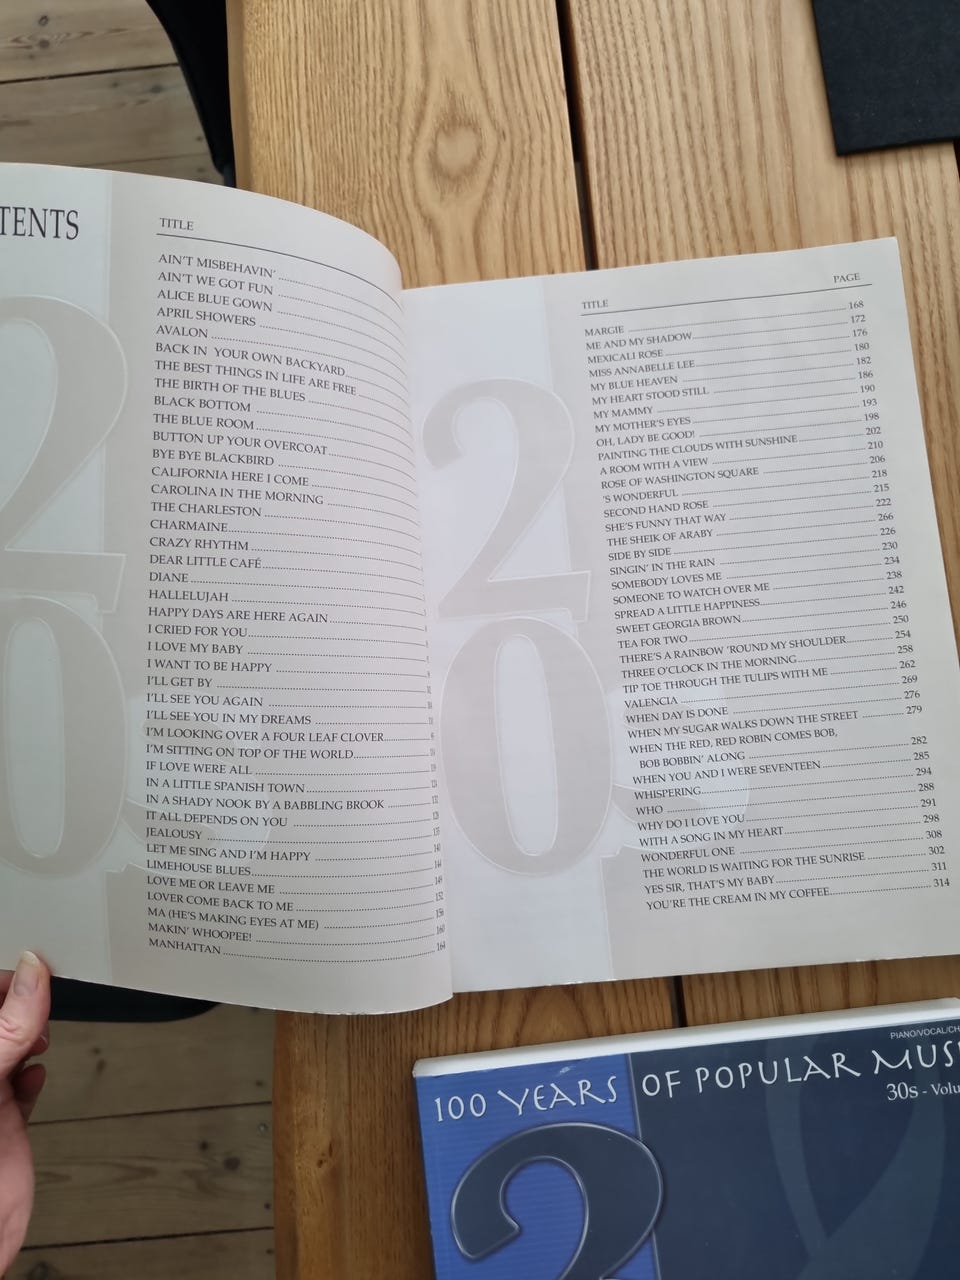 TENTS
TITLE
AIN'T MISBEHAVIN'
AIN'T WE GOT FUN
ALICE BLUE GOWN
APRIL SHOWERS
AVALON
BACK IN YOUR OWN BACKYARD
THE BEST THINGS IN LIFE ARE FREE
THE BIRTH OF THE BLUES
BLACK BOTTOM
THE BLUE ROOM
BUTTON UP YOUR OVERCOAT
BYE BYE BLACKBIRD
CALIFORNIA HERE I COME
CAROLINA IN THE MORNING
THE CHARLESTON
CHARMAINE
CRAZY RHYTHM
DEAR LITTLE CAFÉ
DIANE
HALLELUJAH
HAPPY DAYS ARE HERE AGAIN
I CRIED FOR YOU
I LOVE MY BABY
I WANT TO BE HAPPY
I'LL GET BY
I'LL SEE YOU AGAIN
I'LL SEE YOU IN MY DREAMS
I'M LOOKING OVER A FOUR LEAF CLOVER
I'M SITTING ON TOP OF THE WORLD
IF LOVE WERE ALL
IN A LITTLE SPANISH TOWN
IN A SHADY NOOK BY A BABBLING BROOK 132
IT ALL DEPENDS ON YOU 128
JEALOUSY 135
LET ME SING AND I'M HAPPY 141
LIMEHOUSE BLUES 144
LOVE ME OR LEAVE ME 149
LOVER COME BACK TO ME 152
MA (HE'S MAKING EYES AT ME) 156
MAKIN' WHOOPEE! 160
MANHATTAN 164
20s
TITLE PAGE
MARGIE 168
ME AND MY SHADOW 172
MEXICALI ROSE 176
MISS ANNABELLE LEE 180
MY BLUE HEAVEN 182
MY HEART STOOD STILL 186
MY MAMMY 190
MY MOTHER'S EYES 193
OH, LADY BE GOOD! 198
PAINTING THE CLOUDS WITH SUNSHINE 202
A ROOM WITH A VIEW 210
ROSE OF WASHINGTON SQUARE 206
'S WONDERFUL 218
SECOND HAND ROSE 215
SHE'S FUNNY THAT WAY 222
THE SHEIK OF ARABY 266
SIDE BY SIDE 226
SINGIN' IN THE RAIN 230
SOMEBODY LOVES ME 234
SOMEONE TO WATCH OVER ME 238
SPREAD A LITTLE HAPPINESS 242
SWEET GEORGIA BROWN 246
TEA FOR TWO 250
THERE'S A RAINBOW 'ROUND MY SHOULDER 254
THREE O'CLOCK IN THE MORNING 258
TIP TOE THROUGH THE TULIPS WITH ME 262
VALENCIA 269
WHEN DAY IS DONE 276
WHEN MY SUGAR WALKS DOWN THE STREET 279
WHEN THE RED, RED ROBIN COMES BOB,
BOB BOBBIN' ALONG 282
WHEN YOU AND I WERE SEVENTEEN 285
WHISPERING 294
WHO 288
WHY DO I LOVE YOU 291
WITH A SONG IN MY HEART 298
WONDERFUL ONE 308
THE WORLD IS WAITING FOR THE SUNRISE 302
YES SIR, THAT'S MY BABY 311
YOU'RE THE CREAM IN MY COFFEE 314
20s
PIANO/VOCAL/CH
100 YEARS OF POPULAR MUSI
30s - Volu